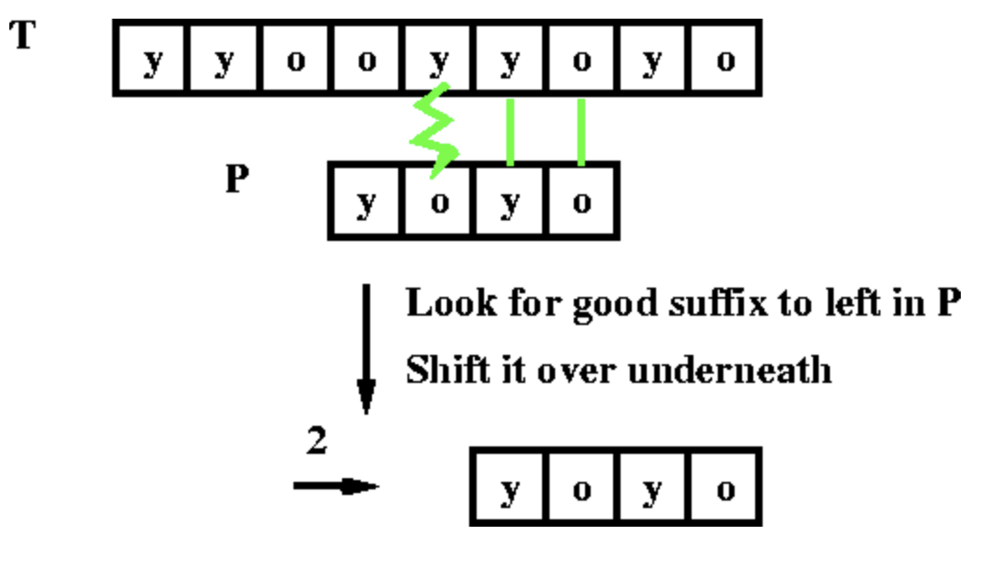 T y y o o y y o y o
P y o y o
Look for good suffix to left in P
Shift it over underneath
2
y o y o